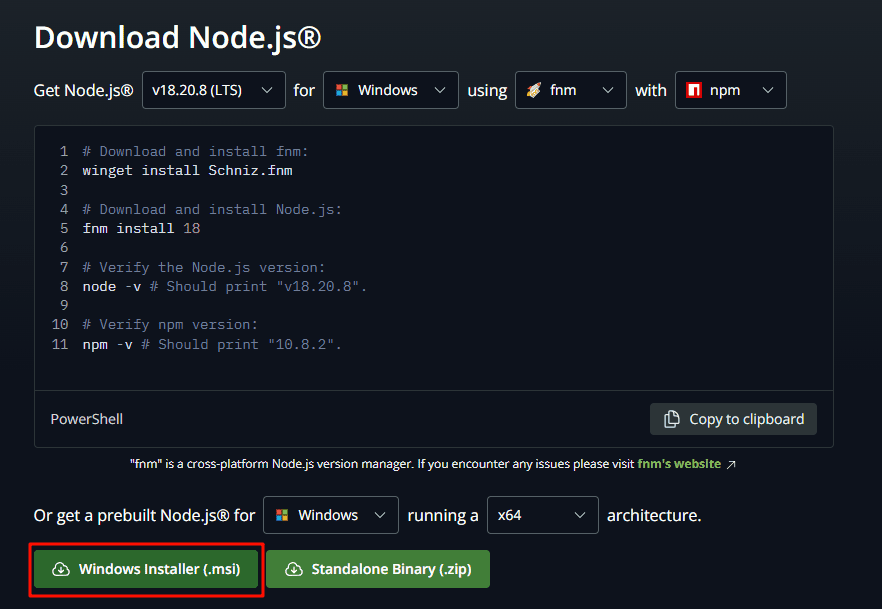 Download Node.js®
Get Node.js® v18.20.8 (LTS) for Windows using fnm with npm
1 # Download and install fnm:
2 winget install Schniz.fnm
3
4 # Download and install Node.js:
5 fnm install 18
6
7 # Verify the Node.js version:
8 node -v # Should print "v18.20.8".
9
10 # Verify npm version:
11 npm -v # Should print "10.8.2".
PowerShell Copy to clipboard
"fnm" is a cross-platform Node.js version manager. If you encounter any issues please visit fnm's website ↗
Or get a prebuilt Node.js® for Windows running a x64 architecture.
Windows Installer (.msi) Standalone Binary (.zip)